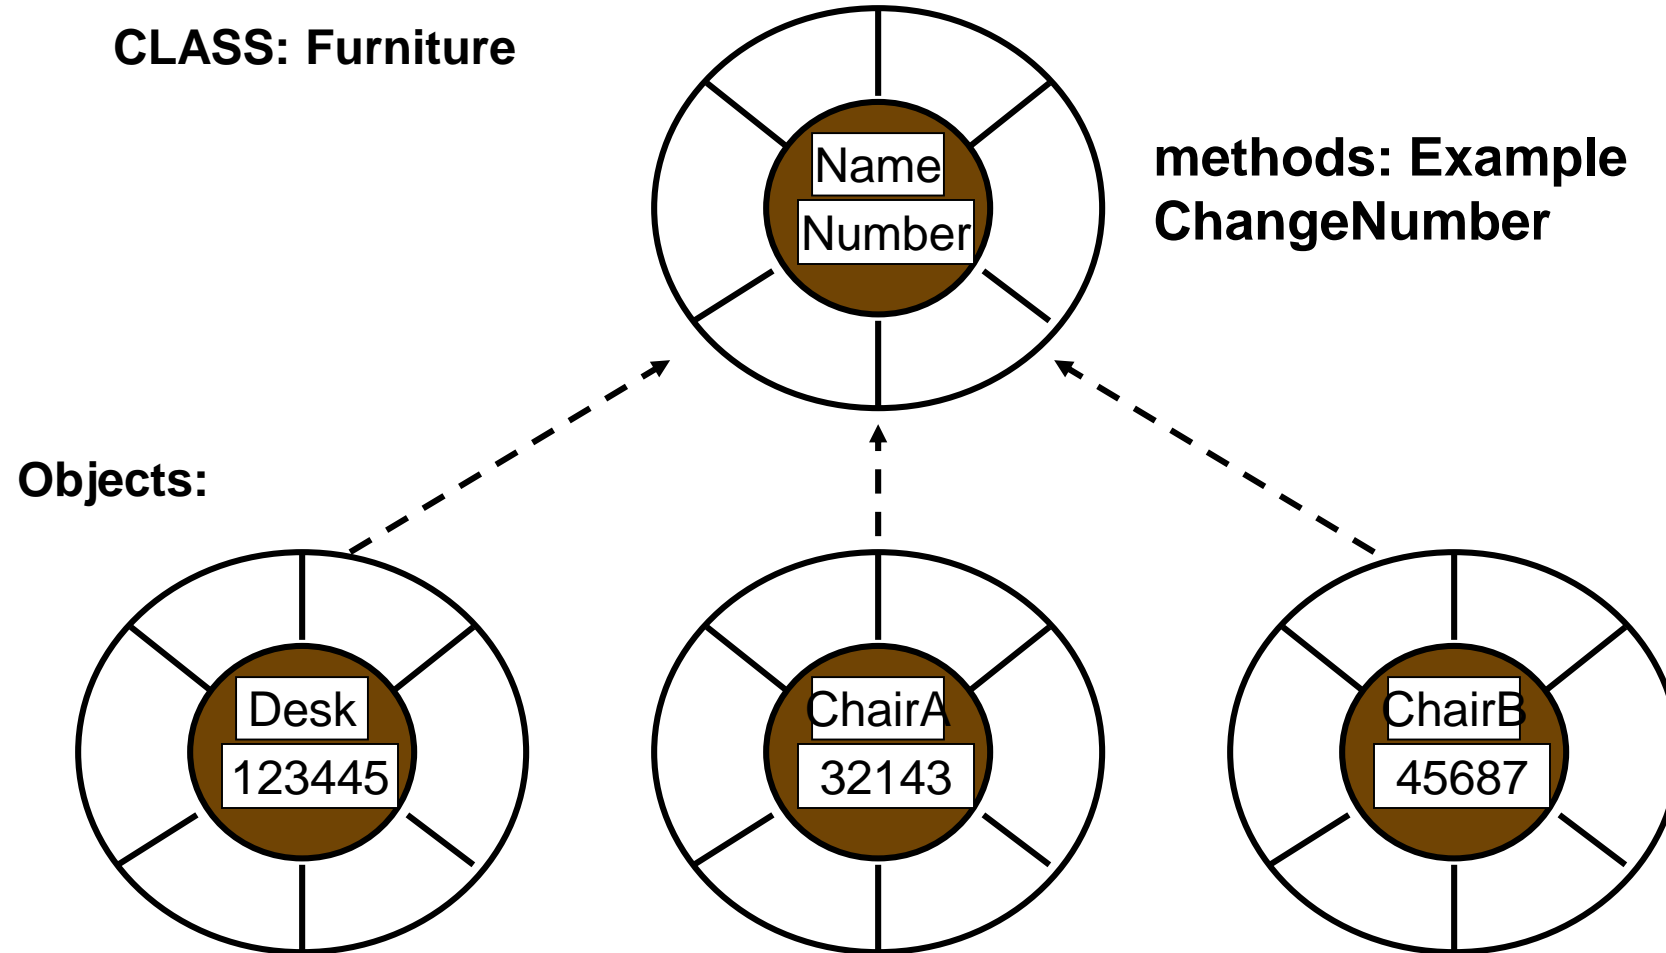 CLASS: Furniture
Name
Number
methods: Example
ChangeNumber
Objects:
Desk
123445
ChairA
32143
ChairB
45687